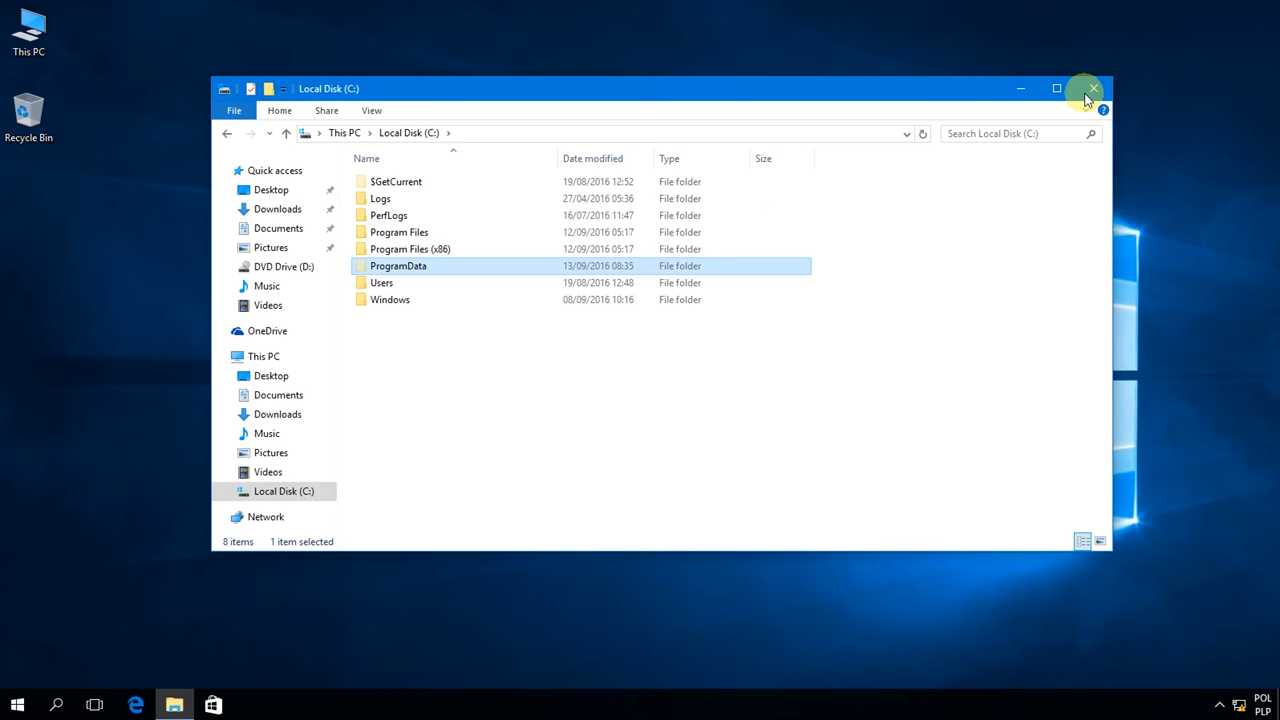 This PC
Recycle Bin
Local Disk (C:)
File Home Share View
This PC Local Disk (C:)
Search Local Disk (C:)
Name Date modified Type Size
$GetCurrent 19/08/2016 12:52 File folder
Logs 27/04/2016 05:36 File folder
PerfLogs 16/07/2016 11:47 File folder
Program Files 12/09/2016 05:17 File folder
Program Files (x86) 12/09/2016 05:17 File folder
ProgramData 13/09/2016 08:35 File folder
Users 19/08/2016 12:48 File folder
Windows 08/09/2016 10:16 File folder
Quick access
Desktop
Downloads
Documents
Pictures
DVD Drive (D:)
Music
Videos
OneDrive
This PC
Desktop
Documents
Downloads
Music
Pictures
Videos
Local Disk (C:)
Network
8 items 1 item selected
POL
PLP